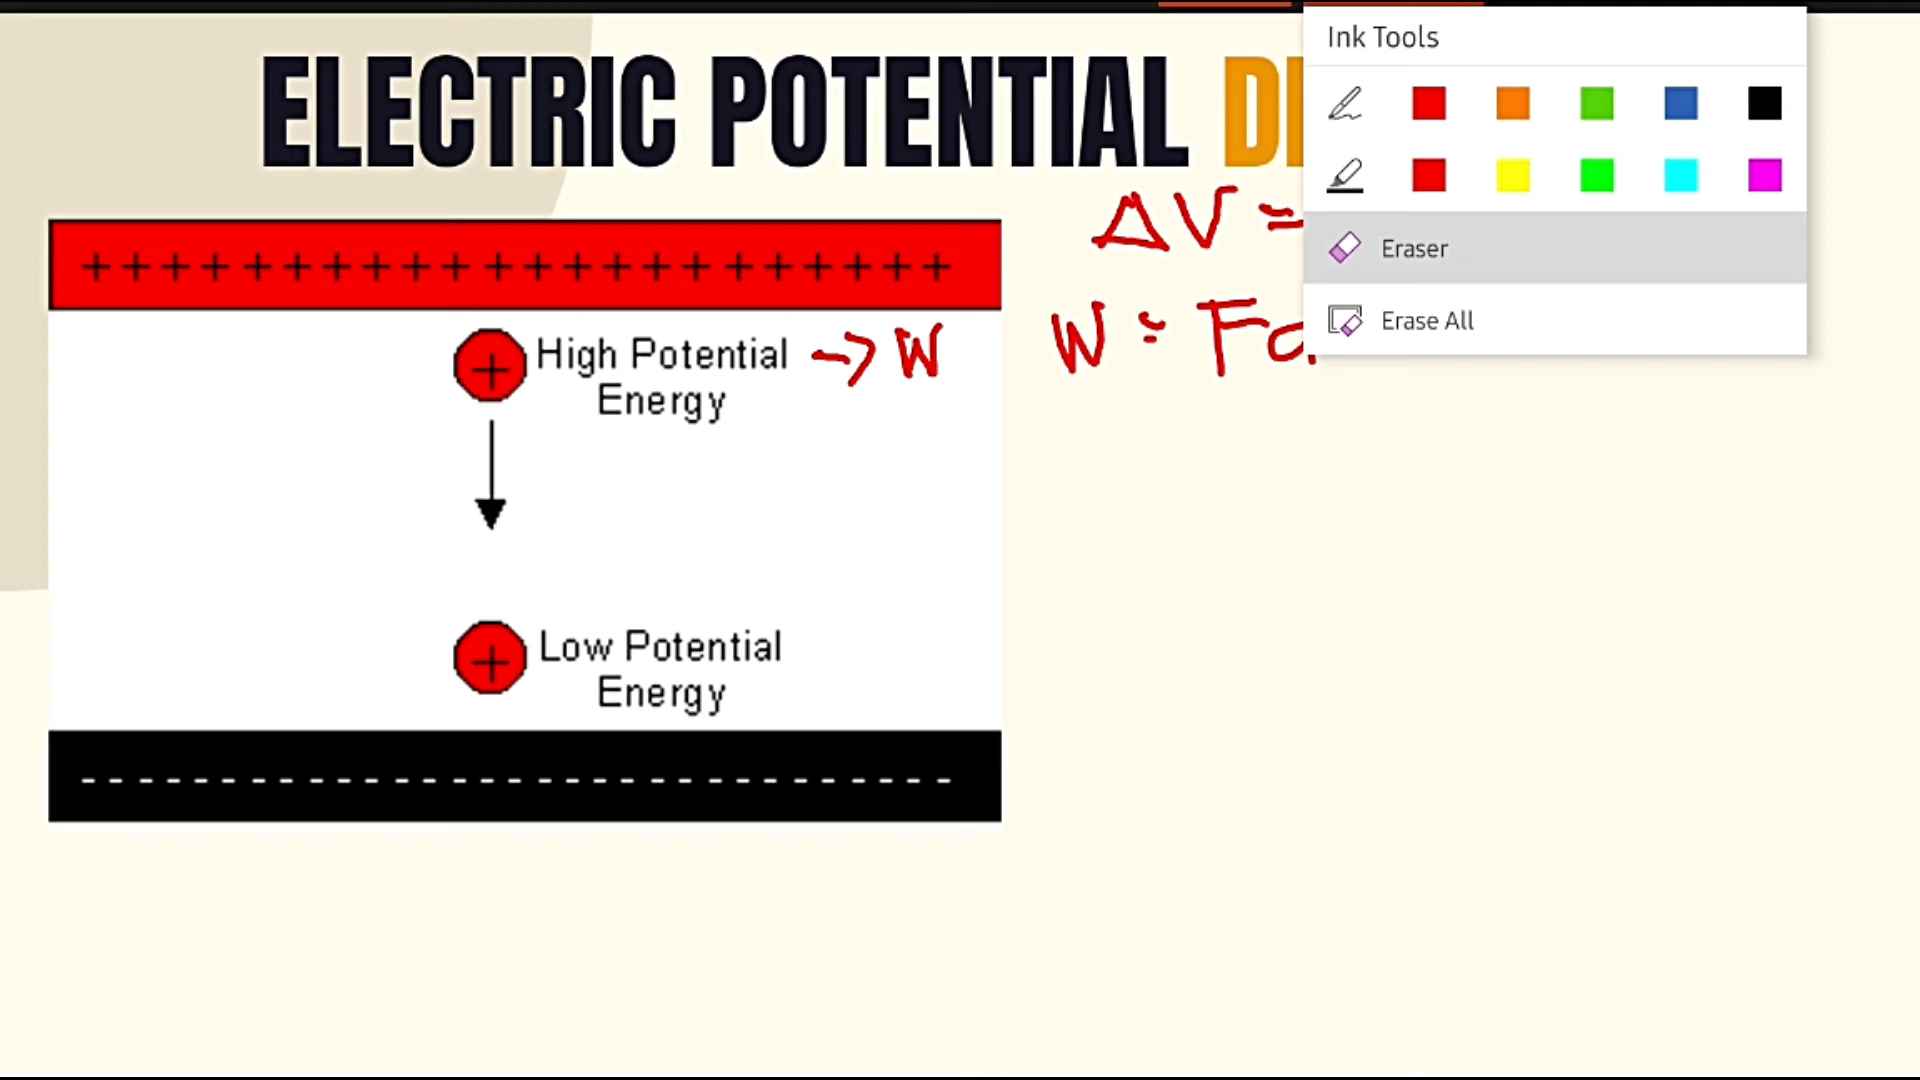 ELECTRIC POTENTIAL DI
Ink Tools
Eraser
Erase All
ΔV =
W = Fd
+ + + + + + + + + + + + + + + + + + + + + +
+ High Potential → W
Energy
+ Low Potential
Energy
- - - - - - - - - - - - - - - - - - - - - - - - - - - - - - -